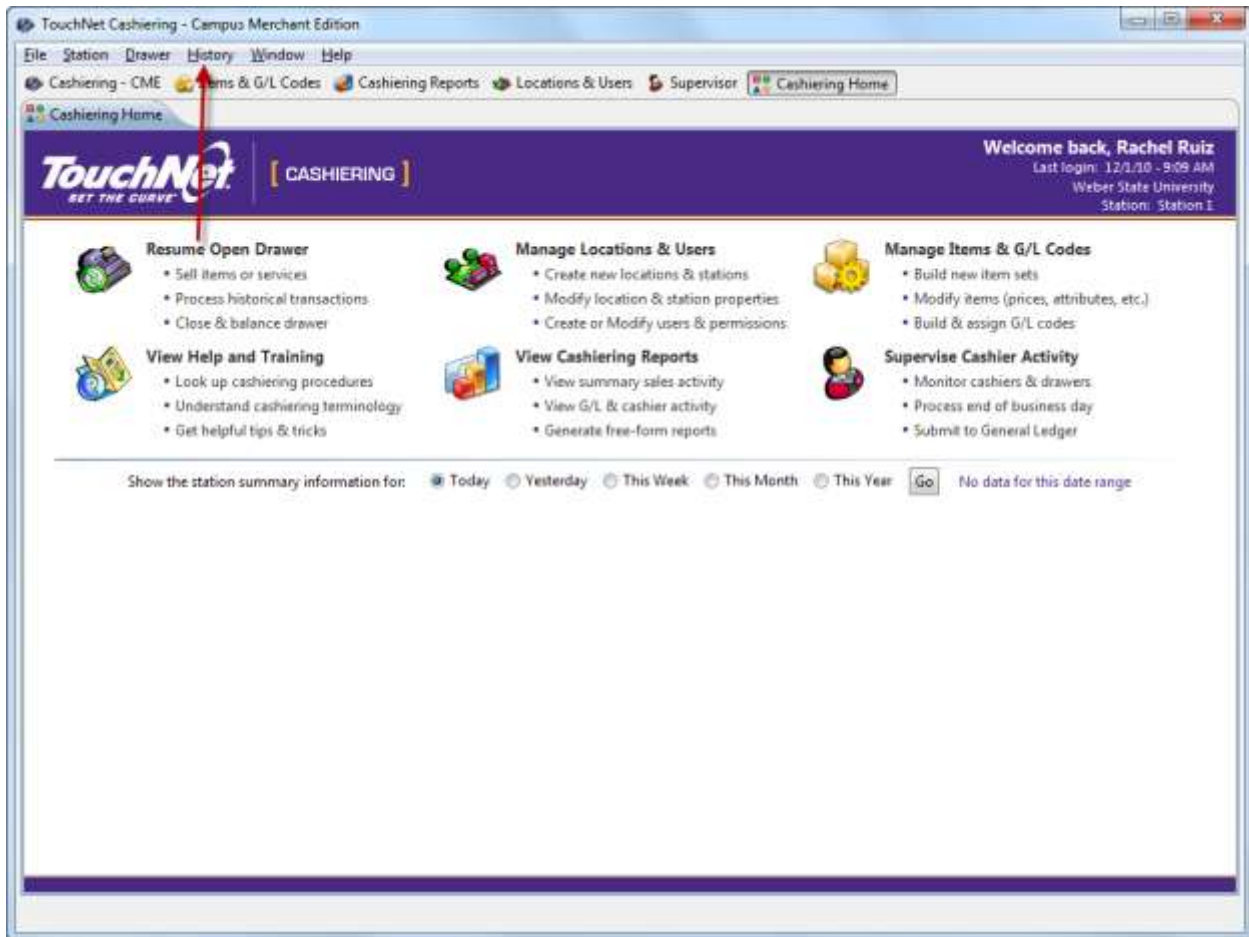 TouchNet Cashiering - Campus Merchant Edition
File Station Drawer History Window Help
Cashiering - CME Items & G/L Codes Cashiering Reports Locations & Users Supervisor Cashiering Home
Cashiering Home
TouchNet
SET THE CURVE
[ CASHIERING ]
Welcome back, Rachel Ruiz
Last login: 12/1/10 - 9:09 AM
Weber State University
Station: Station 1
Resume Open Drawer
• Sell items or services
• Process historical transactions
• Close & balance drawer
Manage Locations & Users
• Create new locations & stations
• Modify location & station properties
• Create or Modify users & permissions
Manage Items & G/L Codes
• Build new item sets
• Modify items (prices, attributes, etc.)
• Build & assign G/L codes
View Help and Training
• Look up cashiering procedures
• Understand cashiering terminology
• Get helpful tips & tricks
View Cashiering Reports
• View summary sales activity
• View G/L & cashier activity
• Generate free-form reports
Supervise Cashier Activity
• Monitor cashiers & drawers
• Process end of business day
• Submit to General Ledger
Show the station summary information for: Today Yesterday This Week This Month This Year Go No data for this date range